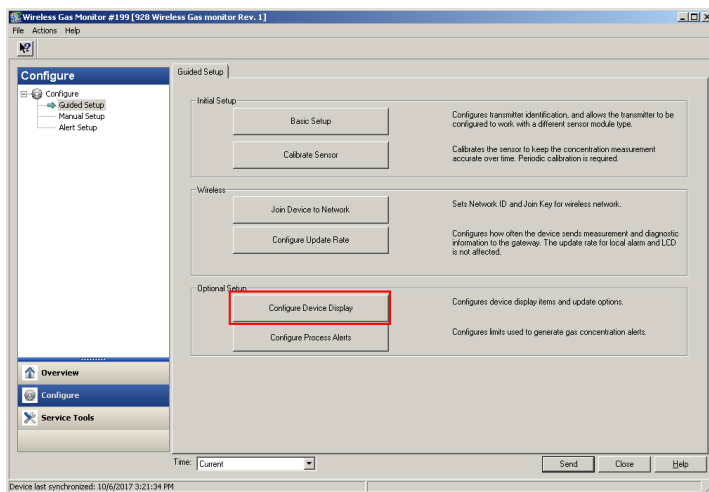 Wireless Gas Monitor #199 [928 Wireless Gas monitor Rev. 1]
File Actions Help
Configure
Configure
Guided Setup
Manual Setup
Alert Setup
Overview
Configure
Service Tools
Guided Setup
Initial Setup
Basic Setup
Configures transmitter identification, and allows the transmitter to be
configured to work with a different sensor module type.
Calibrate Sensor
Calibrates the sensor to keep the concentration measurement
accurate over time. Periodic calibration is required.
Wireless
Join Device to Network
Sets Network ID and Join Key for wireless network.
Configure Update Rate
Configures how often the device sends measurement and diagnostic
information to the gateway. The update rate for local alarm and LCD
is not affected.
Optional Setup
Configure Device Display
Configures device display items and update options.
Configure Process Alerts
Configures limits used to generate gas concentration alerts.
Time: Current
Send Close Help
Device last synchronized: 10/6/2017 3:21:34 PM